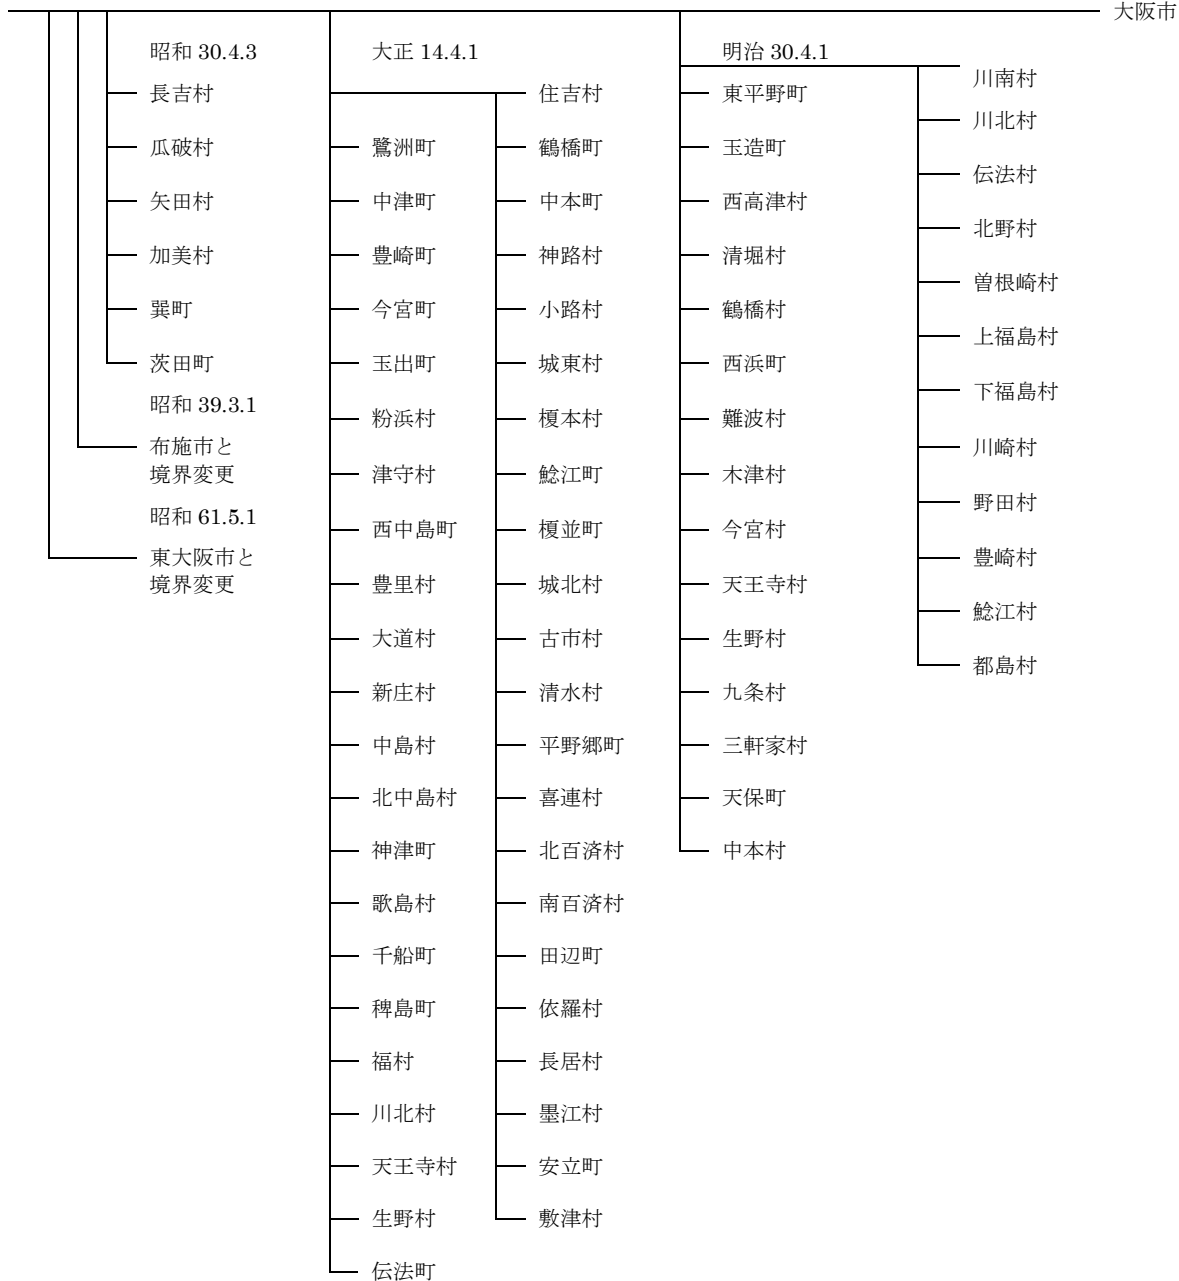 大阪市
昭和 30.4.3
長吉村
瓜破村
矢田村
加美村
巽町
茨田町
昭和 39.3.1
布施市と
境界変更
昭和 61.5.1
東大阪市と
境界変更
大正 14.4.1
鷺洲町
中津町
豊崎町
今宮町
玉出町
粉浜村
津守村
西中島町
豊里村
大道村
新庄村
中島村
北中島村
神津町
歌島村
千船町
稗島町
福村
川北村
天王寺村
生野村
伝法町
住吉村
鶴橋町
中本町
神路村
小路村
城東村
榎本村
鯰江町
榎並町
城北村
古市村
清水村
平野郷町
喜連村
北百済村
南百済村
田辺町
依羅村
長居村
墨江村
安立町
敷津村
明治 30.4.1
東平野町
玉造町
西高津村
清堀村
鶴橋村
西浜町
難波村
木津村
今宮村
天王寺村
生野村
九条村
三軒家村
天保町
中本村
川南村
川北村
伝法村
北野村
曽根崎村
上福島村
下福島村
川崎村
野田村
豊崎村
鯰江村
都島村